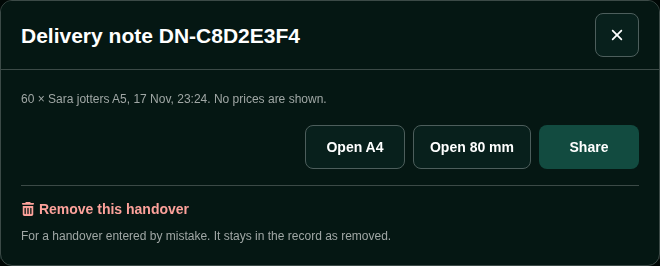 Delivery note DN-C8D2E3F4
60 × Sara jotters A5, 17 Nov, 23:24. No prices are shown.
Open A4 Open 80 mm Share
Remove this handover
For a handover entered by mistake. It stays in the record as removed.